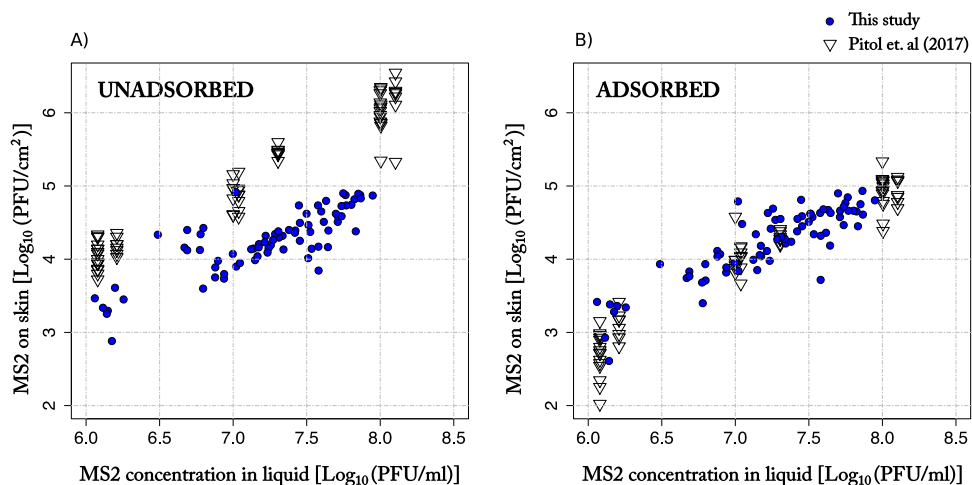 This study
A)
B)
Pitol et. al (2017)
UNADSORBED
ADSORBED
MS2 on skin [Log10 (PFU/cm2)]
6
5
4
3
2
6.0 6.5 7.0 7.5 8.0 8.5
MS2 concentration in liquid [Log10 (PFU/ml)]
MS2 on skin [Log10 (PFU/cm2)]
6
5
4
3
2
6.0 6.5 7.0 7.5 8.0 8.5
MS2 concentration in liquid [Log10 (PFU/ml)]